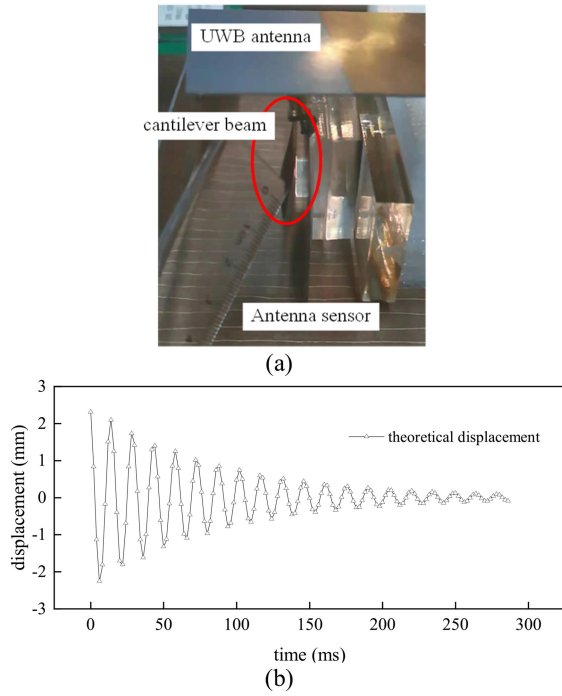 UWB antenna
cantilever beam
Antenna sensor
(a)
3
2
1
0
-1
-2
-3
displacement (mm)
theoretical displacement
0 50 100 150 200 250 300
time (ms)
(b)